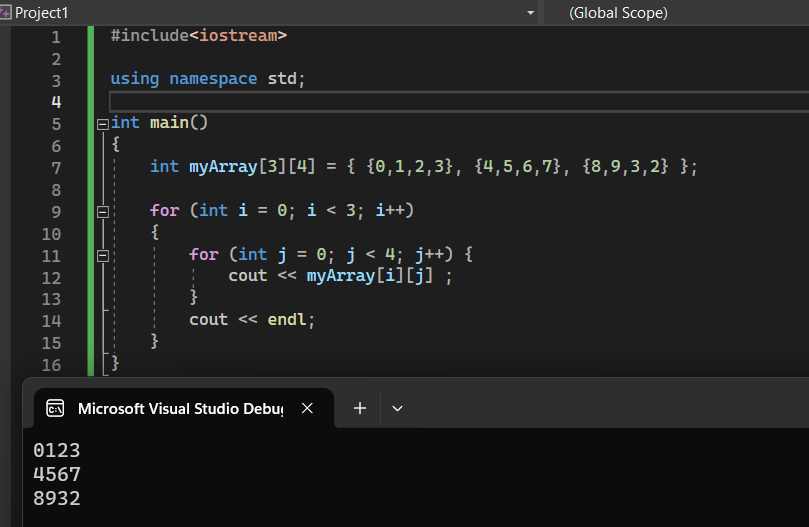 Project1 (Global Scope)
1 #include<iostream>
2
3 using namespace std;
4
5 int main()
6 {
7 int myArray[3][4] = { {0,1,2,3}, {4,5,6,7}, {8,9,3,2} };
8
9 for (int i = 0; i < 3; i++)
10 {
11 for (int j = 0; j < 4; j++) {
12 cout << myArray[i][j] ;
13 }
14 cout << endl;
15 }
16 }
Microsoft Visual Studio Debu
0123
4567
8932